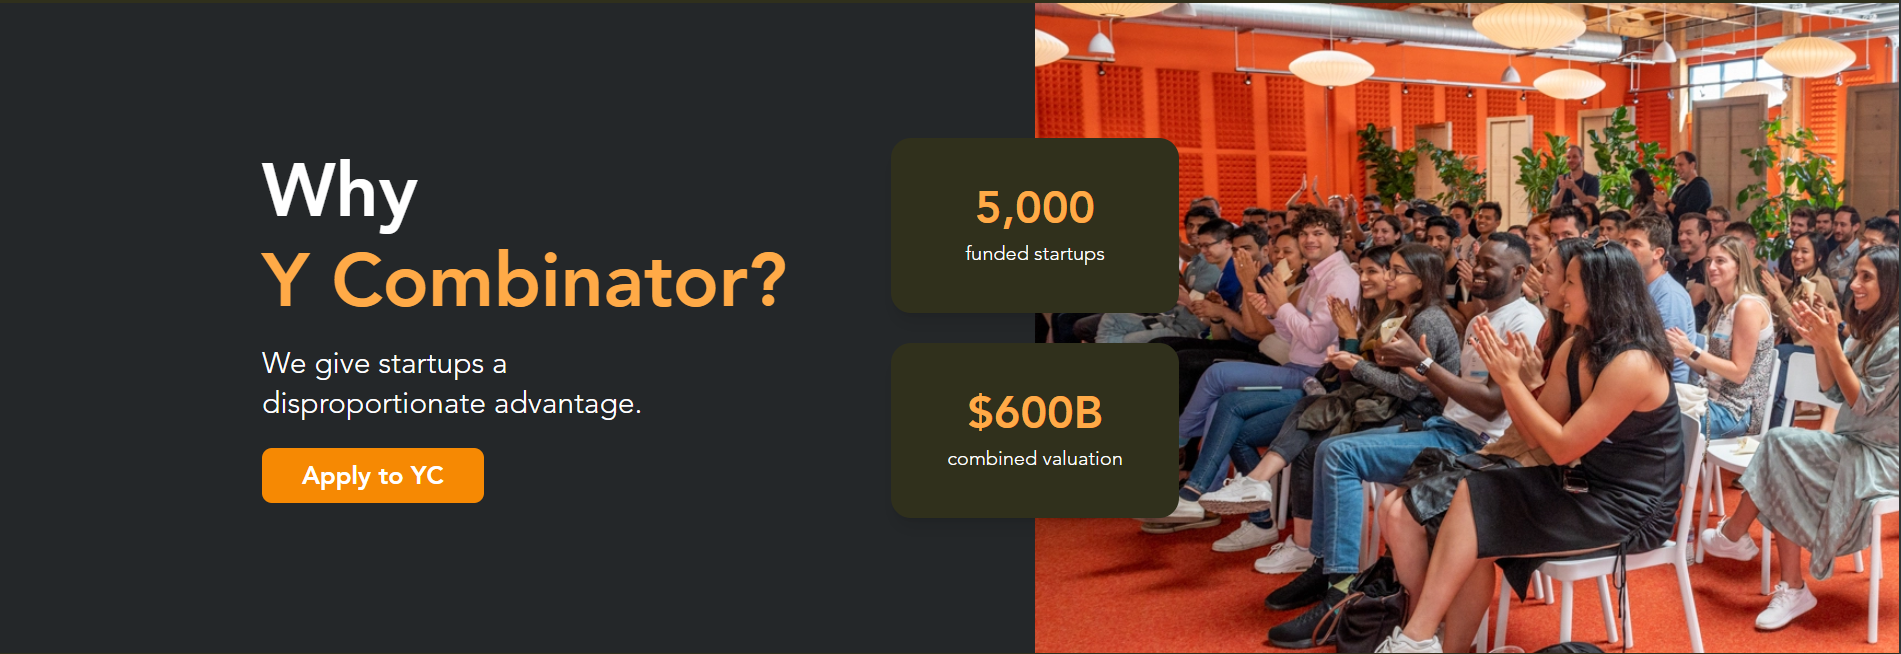 Why
Y Combinator?
We give startups a
disproportionate advantage.
Apply to YC
5,000
funded startups
$600B
combined valuation